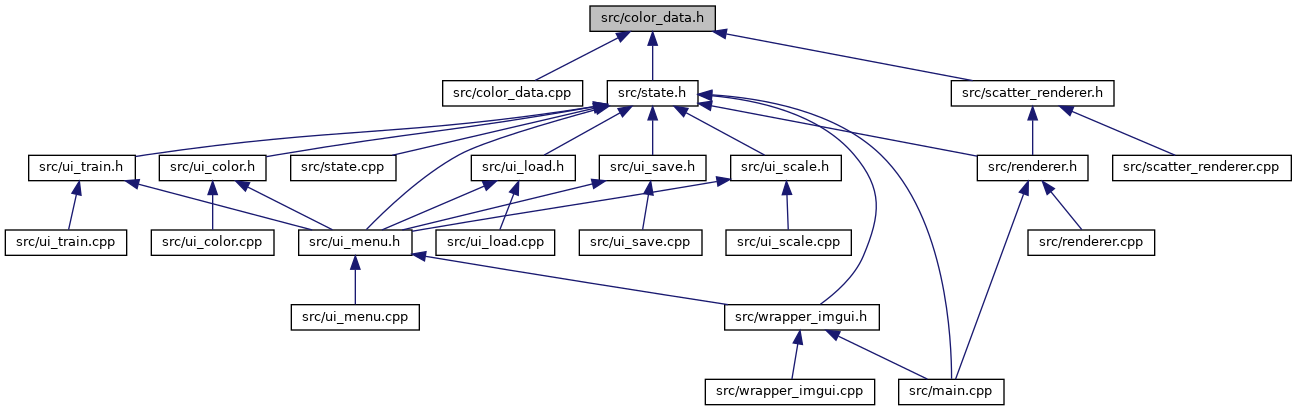 src/color_data.h
src/color_data.cpp
src/state.h
src/scatter_renderer.h
src/ui_train.h
src/ui_color.h
src/state.cpp
src/ui_load.h
src/ui_save.h
src/ui_scale.h
src/renderer.h
src/scatter_renderer.cpp
src/ui_train.cpp
src/ui_color.cpp
src/ui_menu.h
src/ui_load.cpp
src/ui_save.cpp
src/ui_scale.cpp
src/renderer.cpp
src/ui_menu.cpp
src/wrapper_imgui.h
src/wrapper_imgui.cpp
src/main.cpp